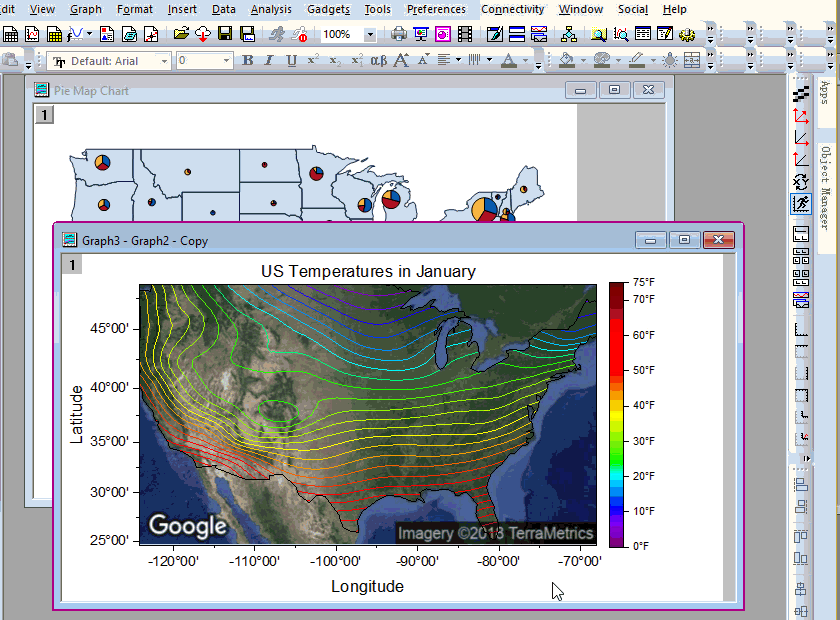 dit View Graph Format Insert Data Analysis Gadgets Tools Preferences Connectivity Window Social Help
100%
Default: Arial 0 B I U x² x₂ x αβ A A A
Apps
Object Manager
Pie Map Chart
1
Graph3 - Graph2 - Copy
1
US Temperatures in January
75°F
70°F
60°F
50°F
40°F
30°F
20°F
10°F
0°F
Latitude
45°00'
40°00'
35°00'
30°00'
25°00'
Google
Imagery ©2018 TerraMetrics
-120°00' -110°00' -100°00' -90°00' -80°00' -70°00'
Longitude